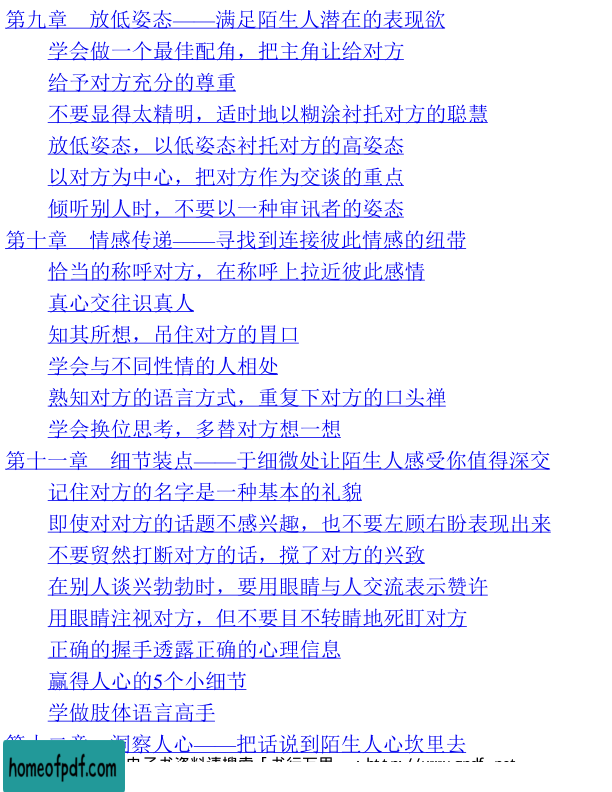 第九章　放低姿态——满足陌生人潜在的表现欲
学会做一个最佳配角，把主角让给对方
给予对方充分的尊重
不要显得太精明，适时地以糊涂衬托对方的聪慧
放低姿态，以低姿态衬托对方的高姿态
以对方为中心，把对方作为交谈的重点
倾听别人时，不要以一种审讯者的姿态
第十章　情感传递——寻找到连接彼此情感的纽带
恰当的称呼对方，在称呼上拉近彼此感情
真心交往识真人
知其所想，吊住对方的胃口
学会与不同性情的人相处
熟知对方的语言方式，重复下对方的口头禅
学会换位思考，多替对方想一想
第十一章　细节装点——于细微处让陌生人感受你值得深交
记住对方的名字是一种基本的礼貌
即使对对方的话题不感兴趣，也不要左顾右盼表现出来
不要贸然打断对方的话，搅了对方的兴致
在别人谈兴勃勃时，要用眼睛与人交流表示赞许
用眼睛注视对方，但不要目不转睛地死盯对方
正确的握手透露正确的心理信息
赢得人心的5个小细节
学做肢体语言高手
第十二章　洞察人心——把话说到陌生人心坎里去
homeofpdf.com